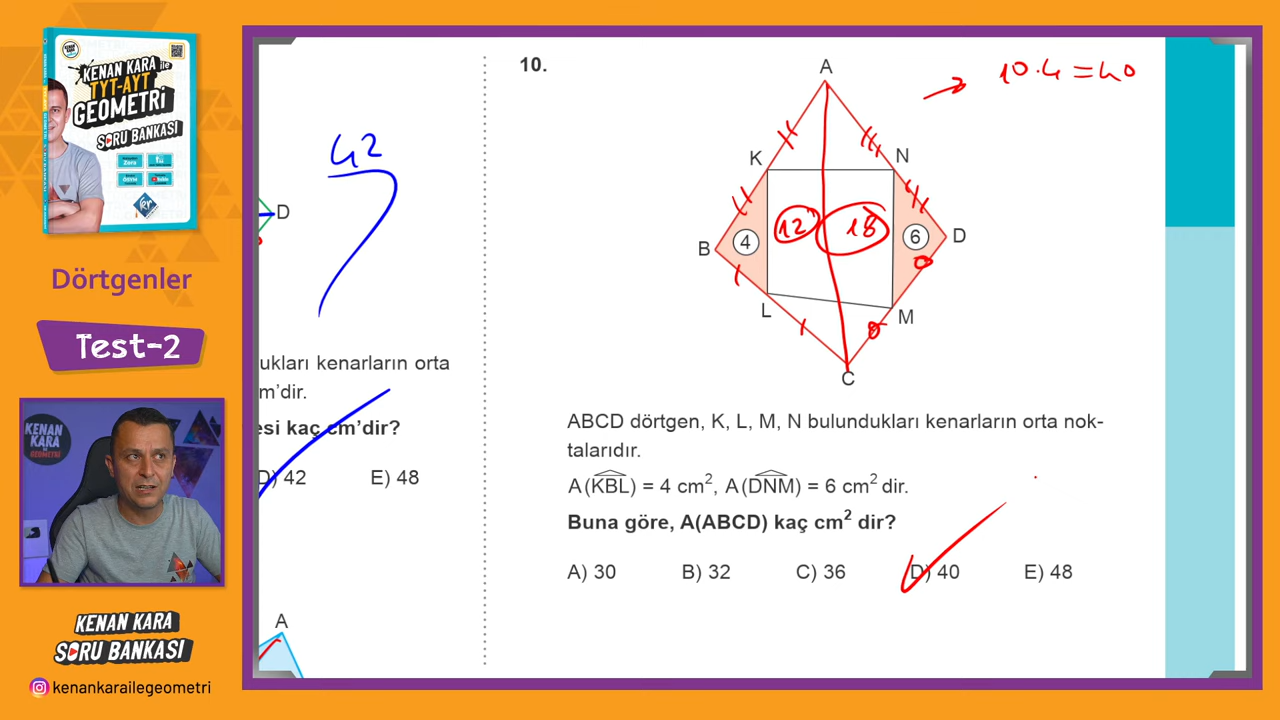 KENAN KARA ile
TYT-AYT
GEOMETRİ
SORU BANKASI
Dörtgenler
Test-2
KENAN
KARA
GEOMETRİ
KENAN KARA
SORU BANKASI
kenankarailegeometri
42
D
ukları kenarların orta
m'dir.
esi kaç cm'dir?
D) 42 E) 48
A
10.
10.4=40
A
K
N
12
18
B
4
6
D
L
M
C
ABCD dörtgen, K, L, M, N bulundukları kenarların orta nok-
talarıdır.
A(KBL) = 4 cm², A(DNM) = 6 cm² dir.
Buna göre, A(ABCD) kaç cm² dir?
A) 30 B) 32 C) 36 D) 40 E) 48